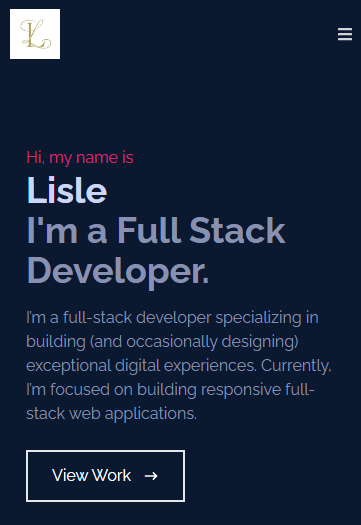 L
Hi, my name is
Lisle
I'm a Full Stack
Developer.
I'm a full-stack developer specializing in
building (and occasionally designing)
exceptional digital experiences. Currently,
I'm focused on building responsive full-
stack web applications.
View Work →